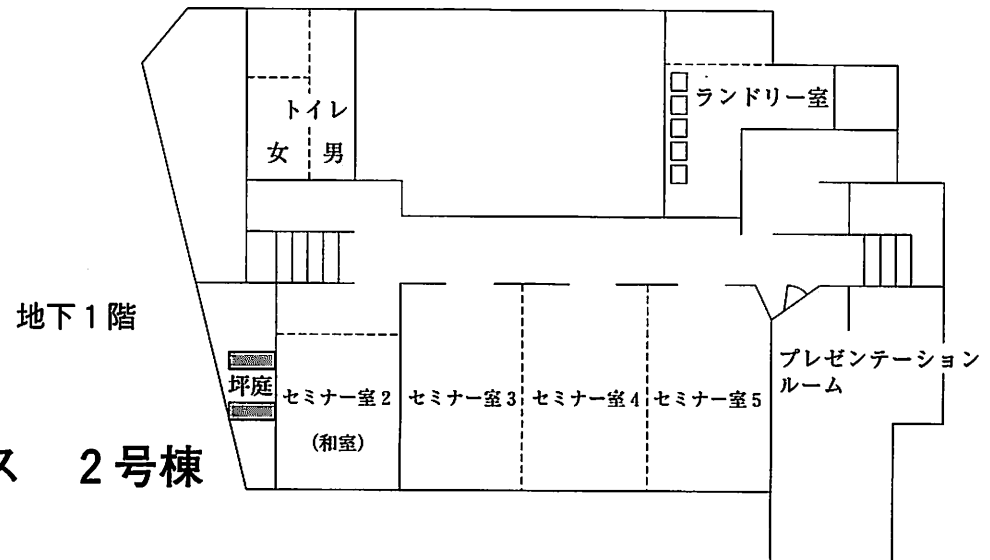 トイレ
女 男
ランドリー室
地下1階
坪庭
セミナー室2
(和室)
セミナー室3
セミナー室4
セミナー室5
プレゼンテーション
ルーム
ス 2号棟